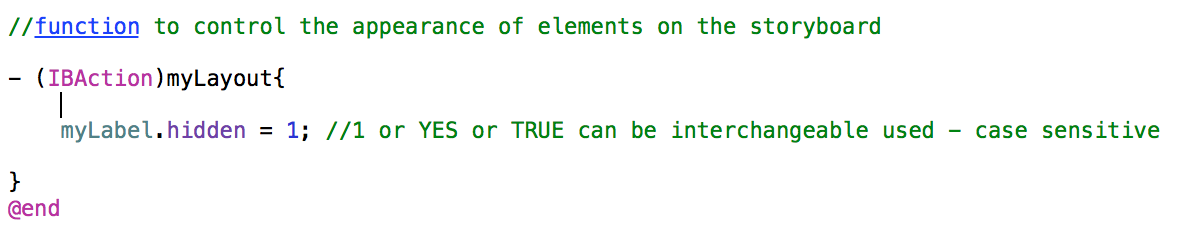 //function to control the appearance of elements on the storyboard
- (IBAction)myLayout{
myLabel.hidden = 1; //1 or YES or TRUE can be interchangeable used - case sensitive
}
@end